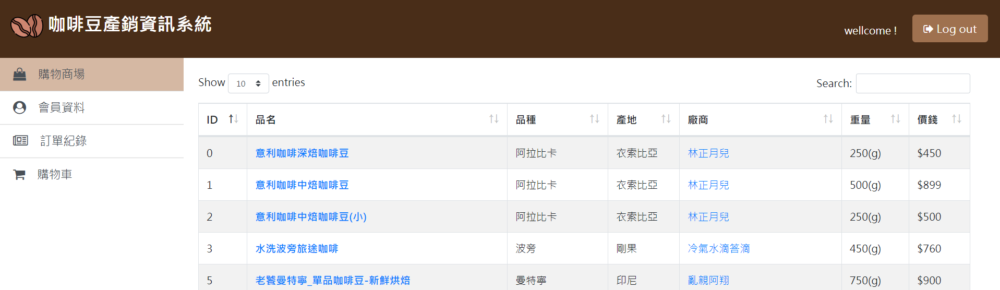 咖啡豆產銷資訊系統
wellcome !
Log out
購物商場
會員資料
訂單紀錄
購物車
Show 10 entries
Search:
ID 品名 品種 產地 廠商 重量 價錢
0 意利咖啡深焙咖啡豆 阿拉比卡 衣索比亞 林正月兒 250(g) $450
1 意利咖啡中焙咖啡豆 阿拉比卡 衣索比亞 林正月兒 500(g) $899
2 意利咖啡中焙咖啡豆(小) 阿拉比卡 衣索比亞 林正月兒 250(g) $500
3 水洗波旁旅途咖啡 波旁 剛果 冷氣水滴答滴 450(g) $760
5 老饕曼特寧_單品咖啡豆-新鮮烘焙 曼特寧 印尼 亂親阿翔 750(g) $900